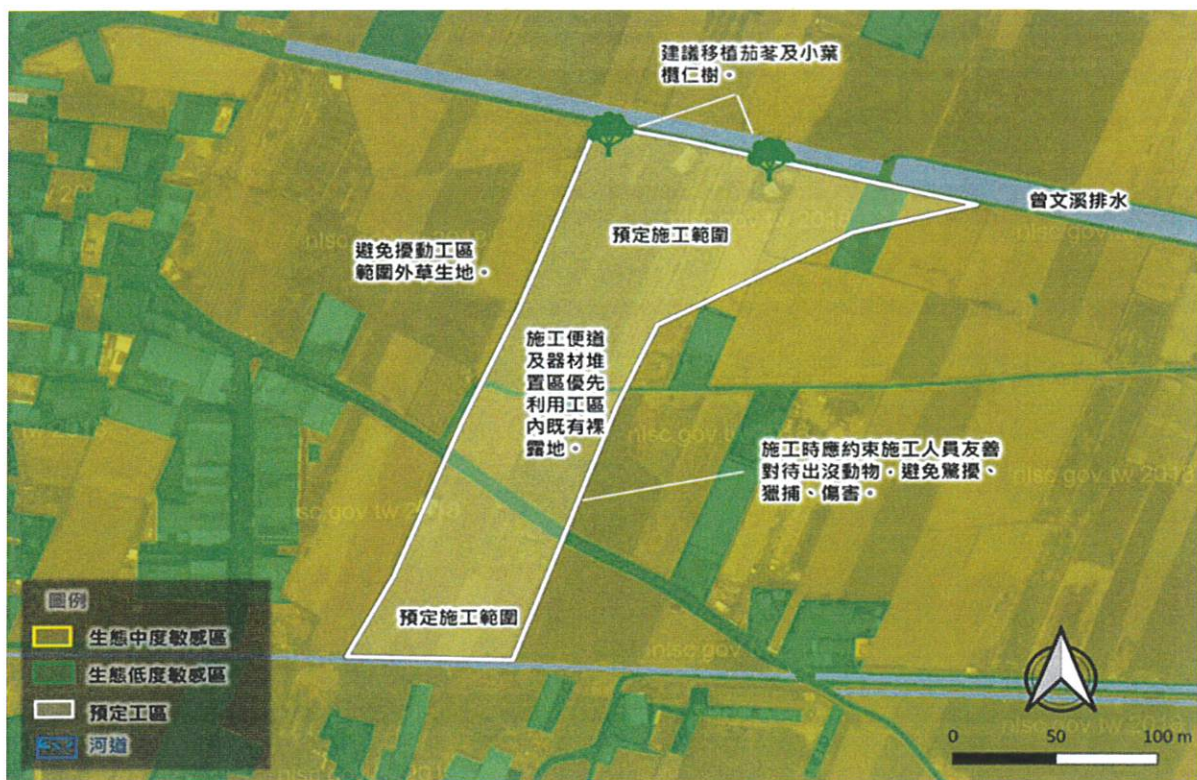 建議移植茄苳及小葉
欖仁樹。
曾文溪排水
預定施工範圍
避免擾動工區
範圍外草生地。
施工便道
及器材堆
置區優先
利用工區
內既有裸
露地。
施工時應約束施工人員友善
對待出沒動物，避免驚擾、
獵捕、傷害。
預定施工範圍
圖例
生態中度敏感區
生態低度敏感區
預定工區
河道
0 50 100 m
nlsc.gov.tw 2018